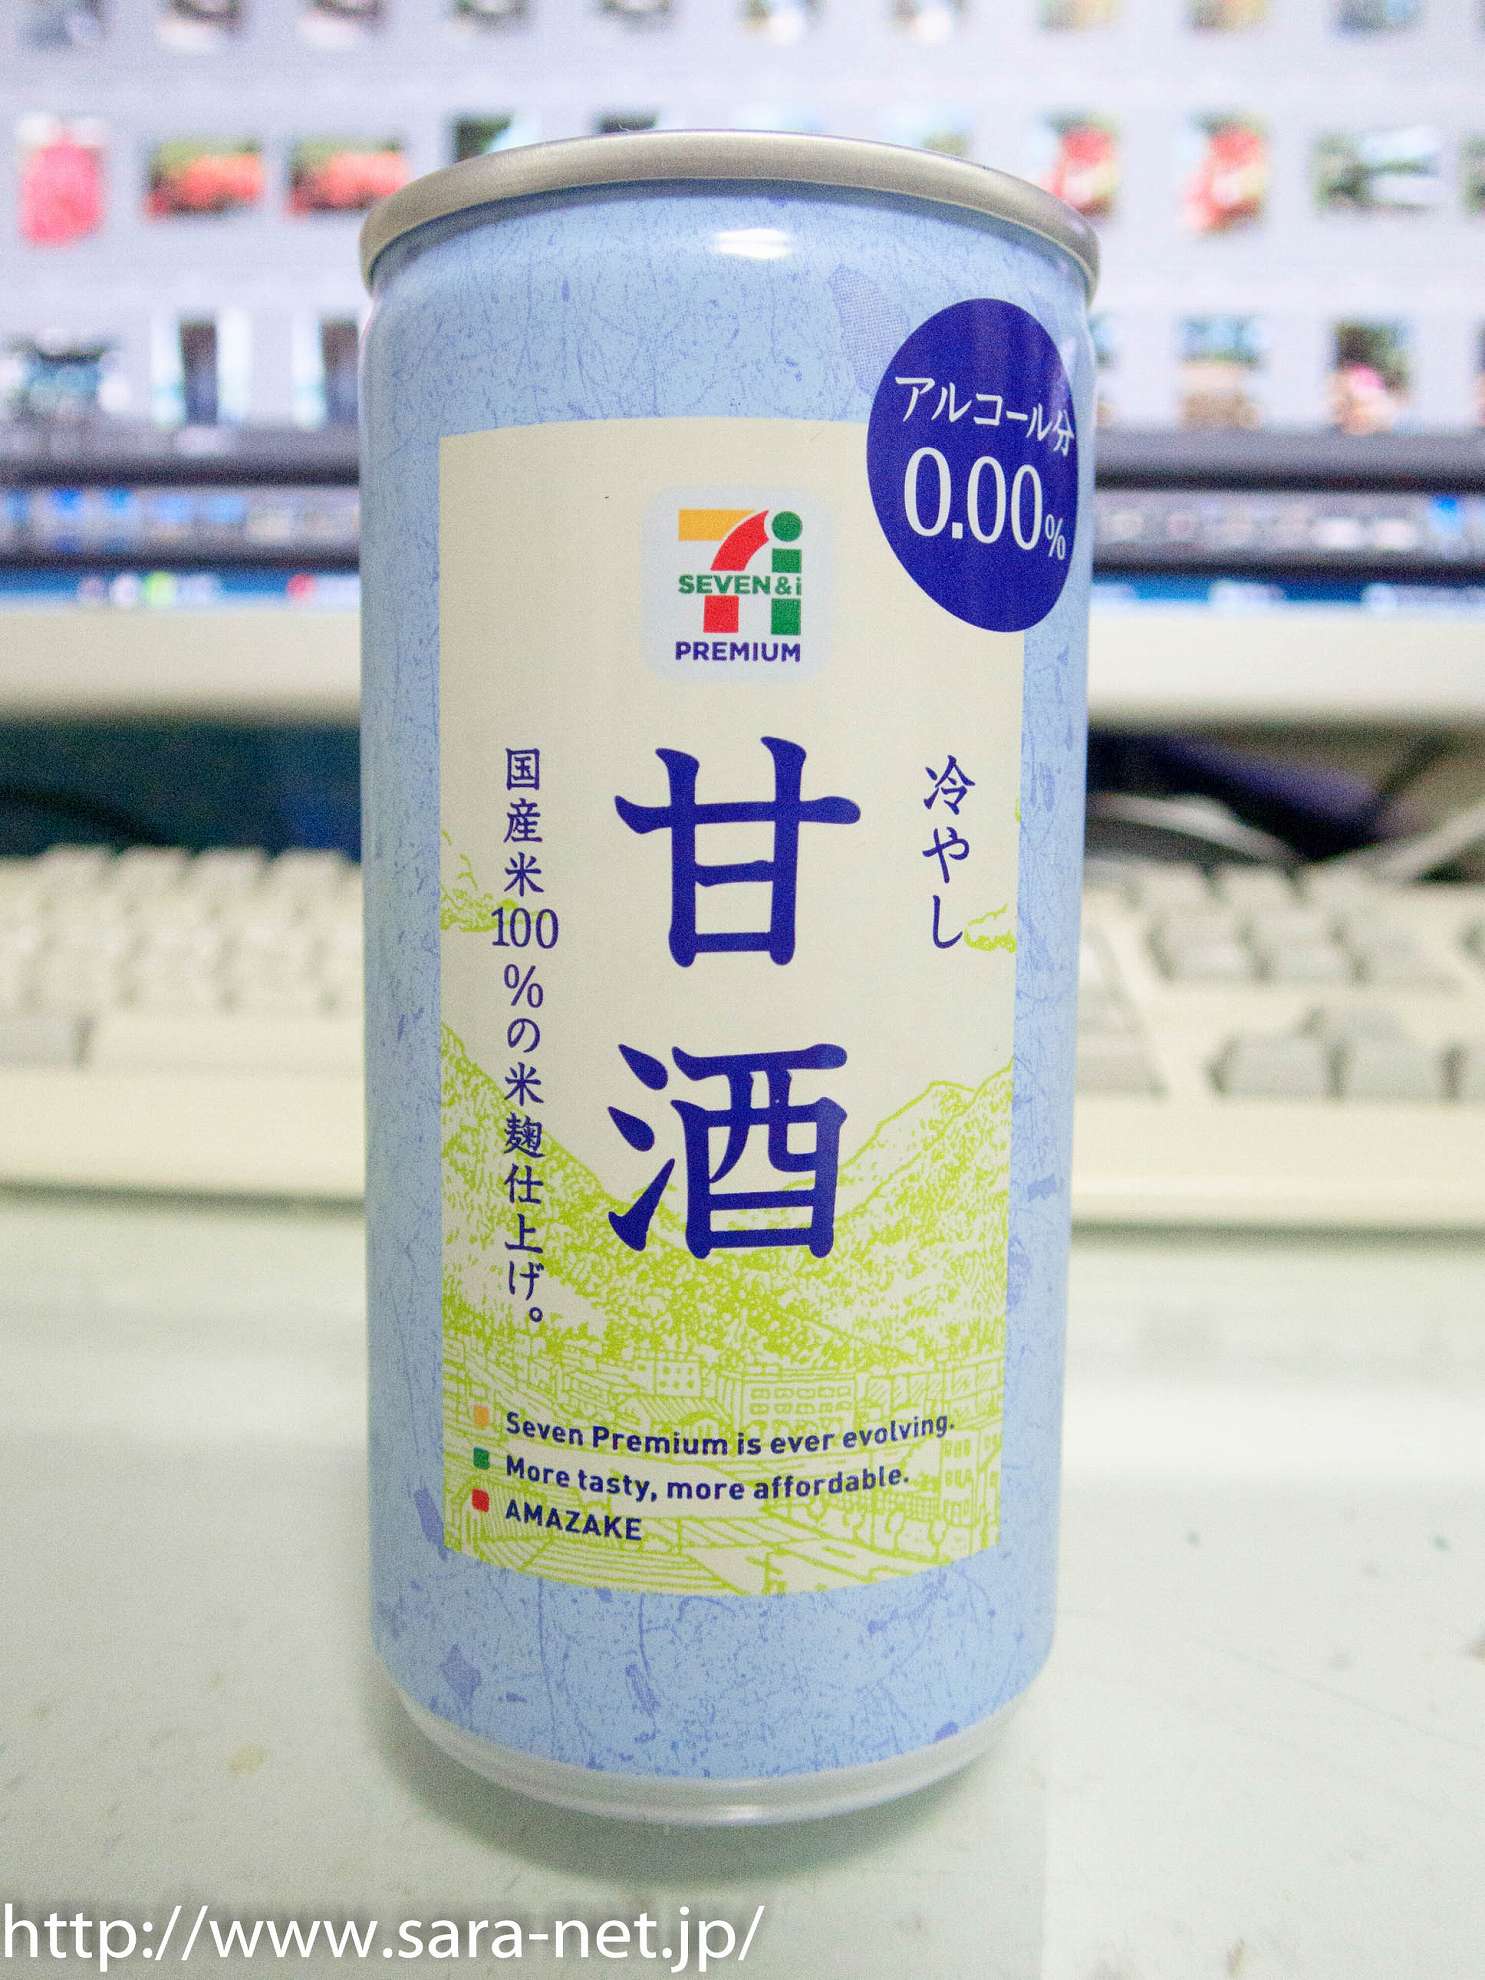 アルコール分
0.00%
7i
SEVEN&i
PREMIUM
冷やし
甘酒
国産米100%の米麹仕上げ。
Seven Premium is ever evolving.
More tasty, more affordable.
AMAZAKE
http://www.sara-net.jp/